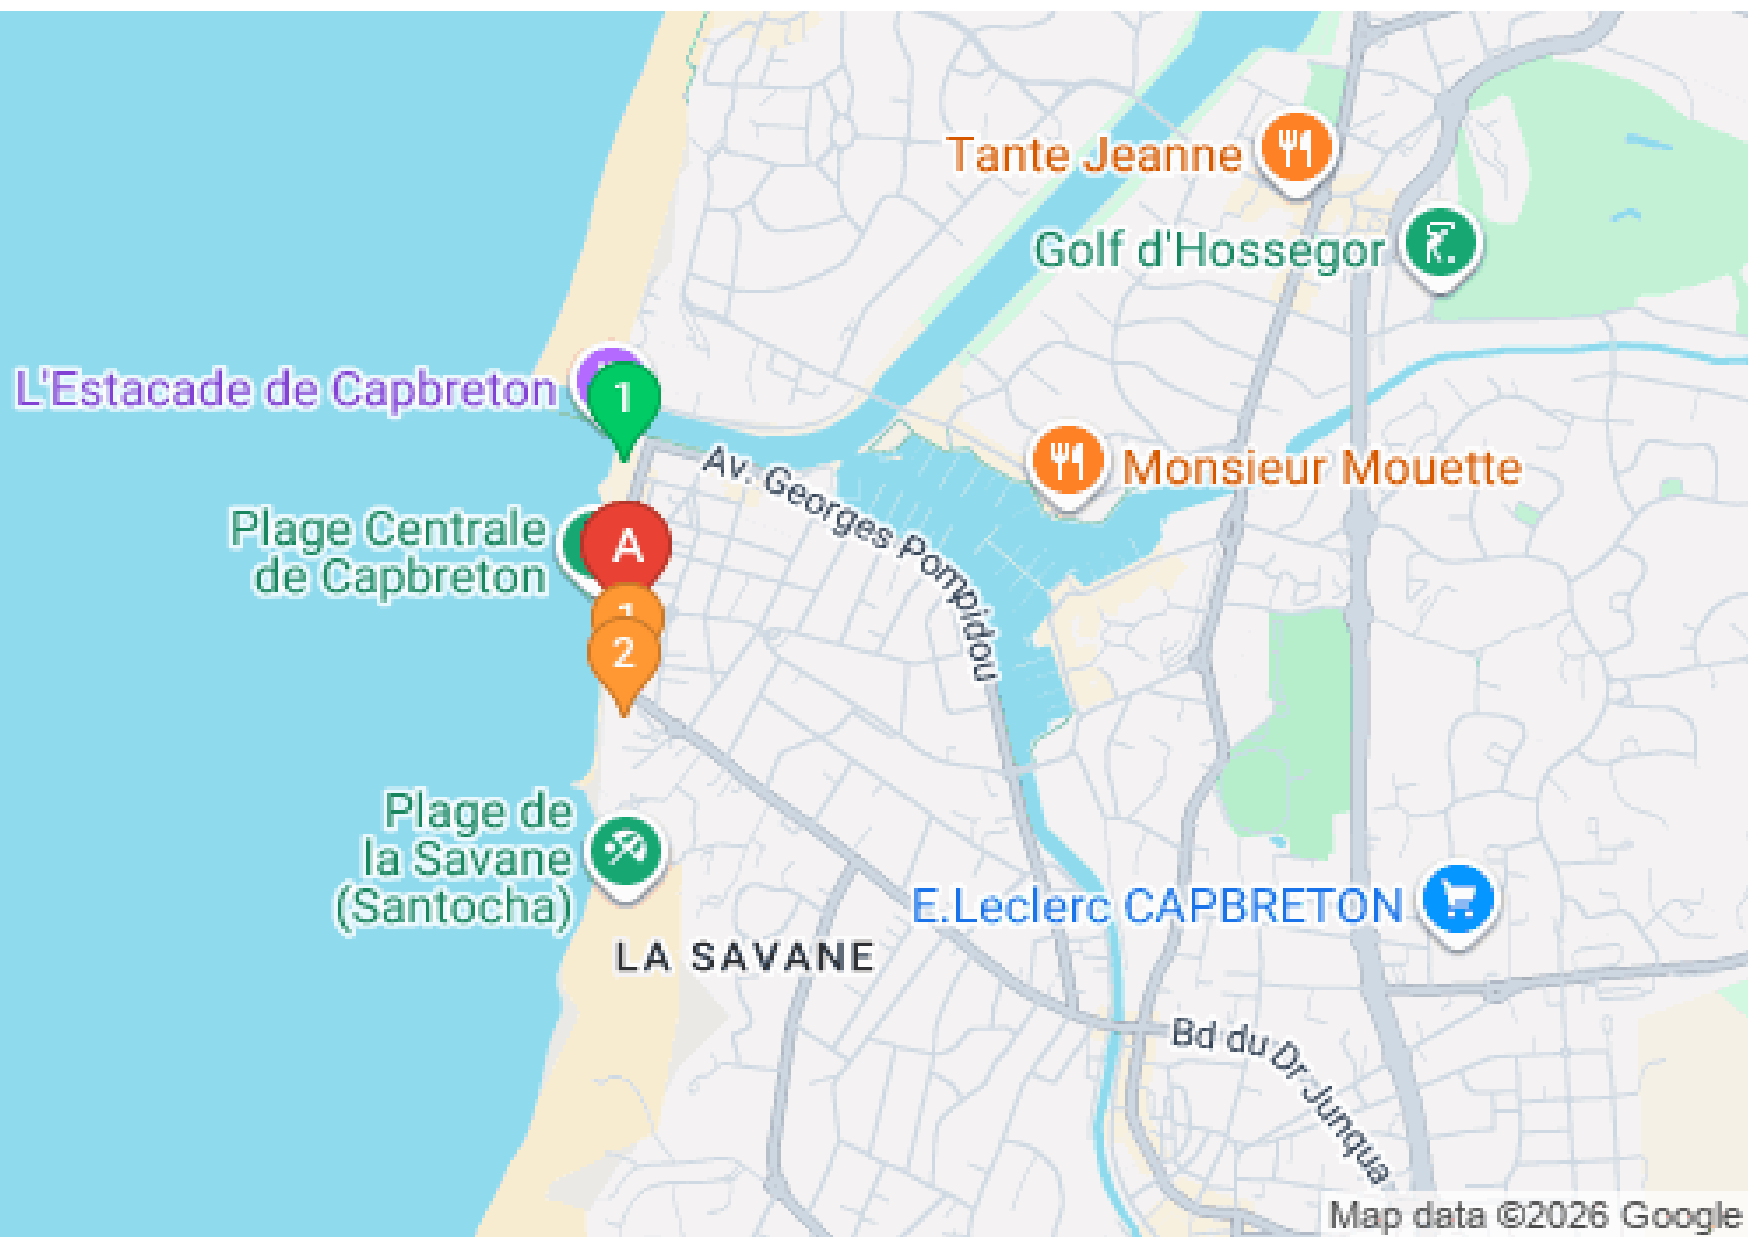 Tante Jeanne
Golf d'Hossegor
L'Estacade de Capbreton
1
Av. Georges Pompidou
Monsieur Mouette
Plage Centrale
de Capbreton
A
1
2
Plage de
la Savane
(Santocha)
E.Leclerc CAPBRETON
LA SAVANE
Bd du Dr Junqua
Map data ©2026 Google